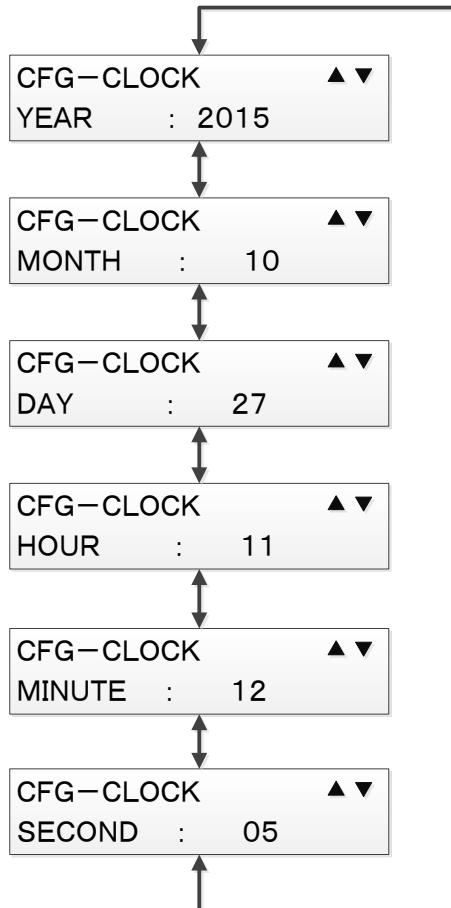 CFG-CLOCK ▲ ▼
YEAR : 2015
CFG-CLOCK ▲ ▼
MONTH : 10
CFG-CLOCK ▲ ▼
DAY : 27
CFG-CLOCK ▲ ▼
HOUR : 11
CFG-CLOCK ▲ ▼
MINUTE : 12
CFG-CLOCK ▲ ▼
SECOND : 05